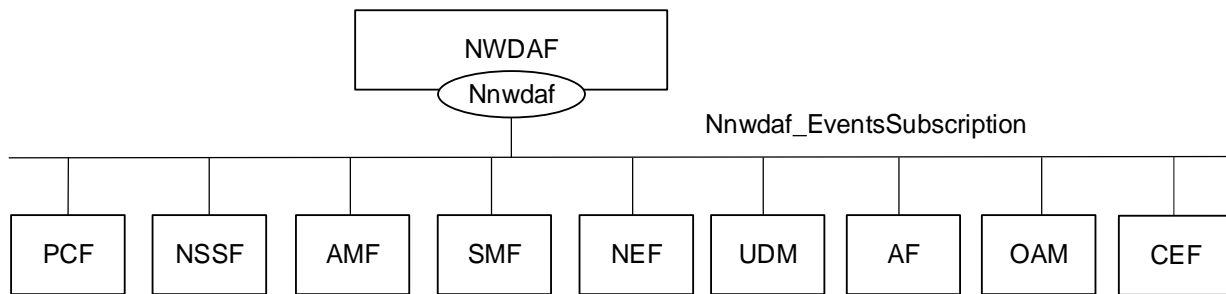 NWDAF
Nnwdaf
Nnwdaf_EventsSubscription
PCF NSSF AMF SMF NEF UDM AF OAM CEF